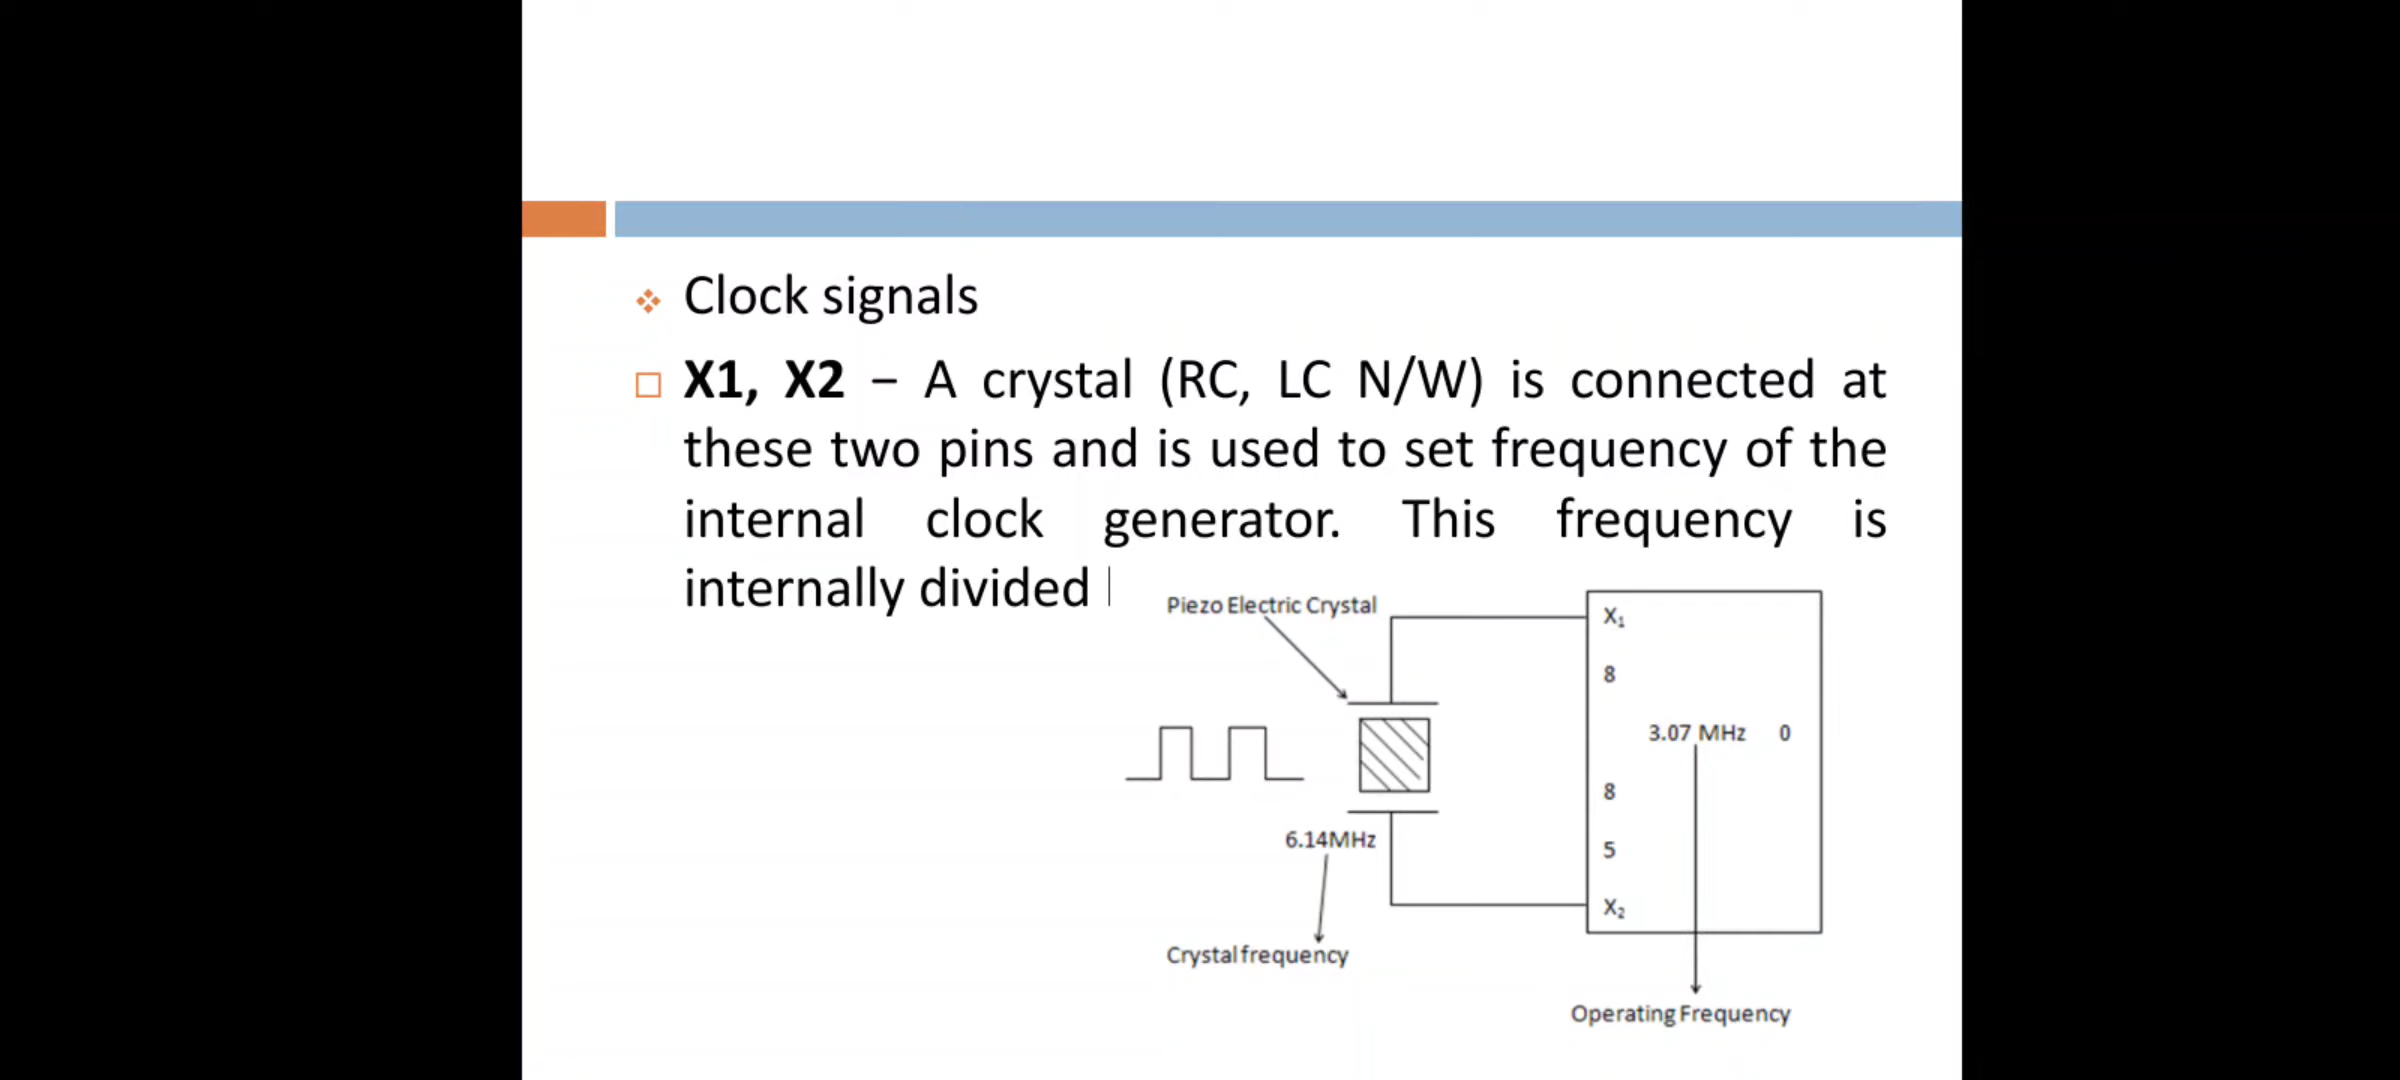 Clock signals
X1, X2 – A crystal (RC, LC N/W) is connected at
these two pins and is used to set frequency of the
internal clock generator. This frequency is
internally divided
Piezo Electric Crystal
X₁
8
3.07 MHz 0
8
6.14MHz
5
X₂
Crystal frequency
Operating Frequency